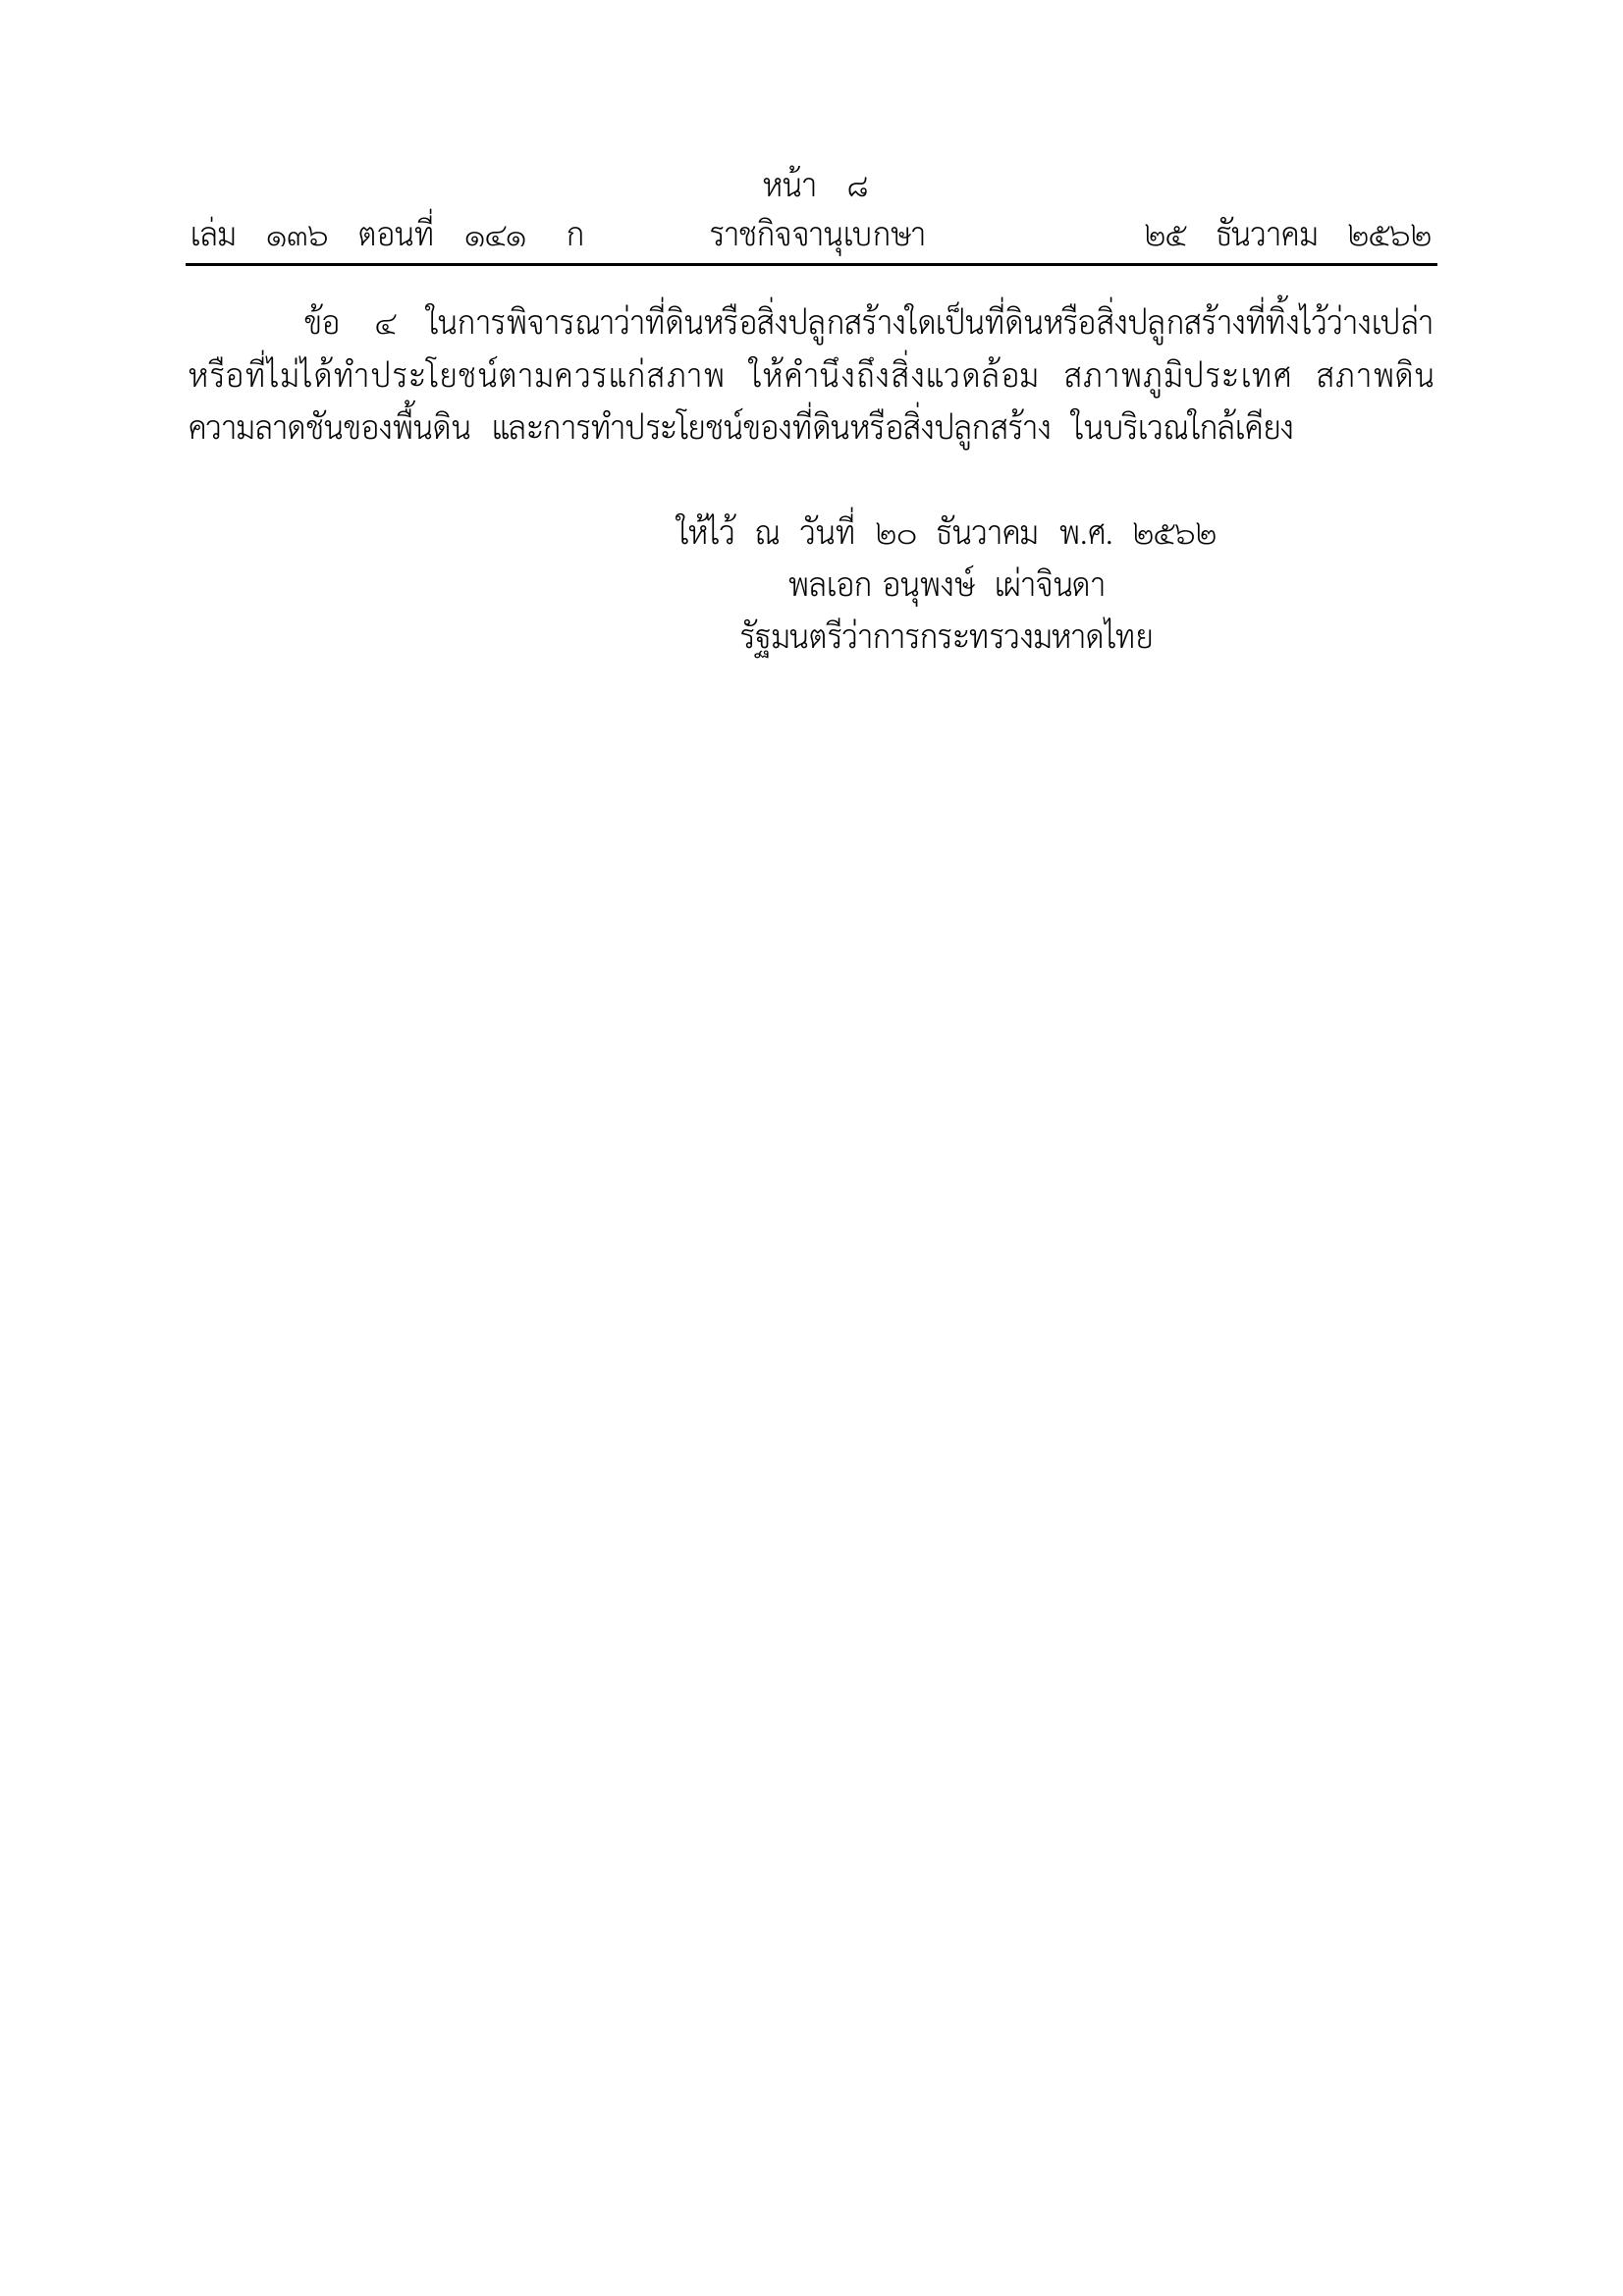 หน้า ๘
เล่ม ๑๓๖ ตอนที่ ๑๔๑ ก ราชกิจจานุเบกษา ๒๕ ธันวาคม ๒๕๖๒
ข้อ ๔ ในการพิจารณาว่าที่ดินหรือสิ่งปลูกสร้างใดเป็นที่ดินหรือสิ่งปลูกสร้างที่ทิ้งไว้ว่างเปล่า
หรือที่ไม่ได้ทำประโยชน์ตามควรแก่สภาพ ให้คำนึงถึงสิ่งแวดล้อม สภาพภูมิประเทศ สภาพดิน
ความลาดชันของพื้นดิน และการทำประโยชน์ของที่ดินหรือสิ่งปลูกสร้าง ในบริเวณใกล้เคียง
ให้ไว้ ณ วันที่ ๒๐ ธันวาคม พ.ศ. ๒๕๖๒
พลเอก อนุพงษ์ เผ่าจินดา
รัฐมนตรีว่าการกระทรวงมหาดไทย